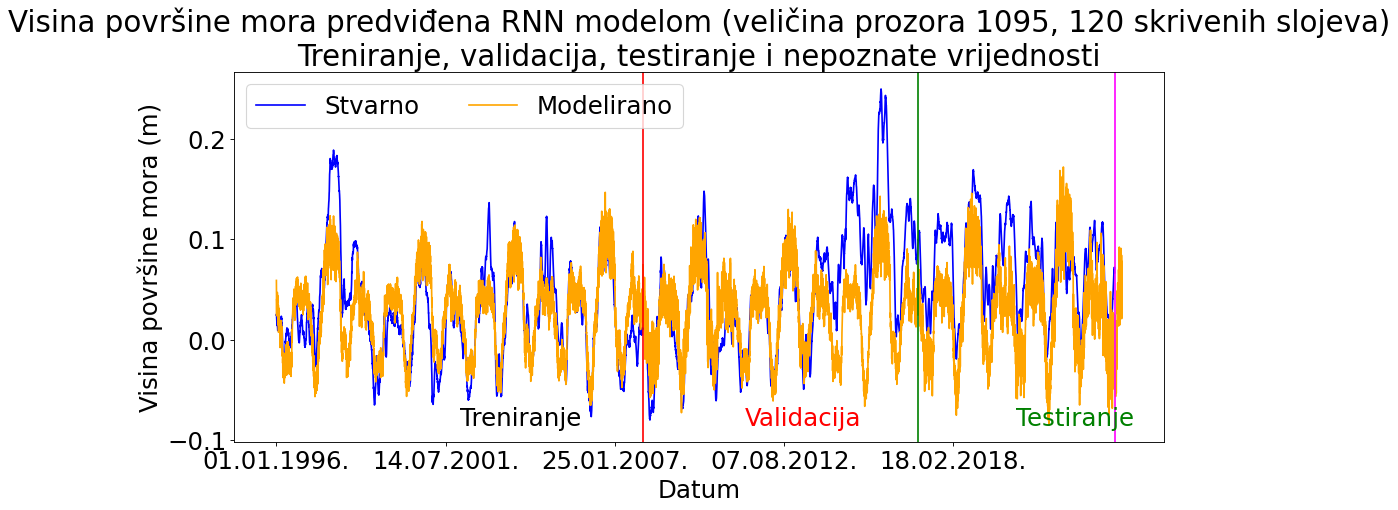 Visina površine mora predviđena RNN modelom (veličina prozora 1095, 120 skrivenih slojeva)
Treniranje, validacija, testiranje i nepoznate vrijednosti
Stvarno Modelirano
Visina površine mora (m)
0.2
0.1
0.0
−0.1
Treniranje Validacija Testiranje
01.01.1996. 14.07.2001. 25.01.2007. 07.08.2012. 18.02.2018.
Datum